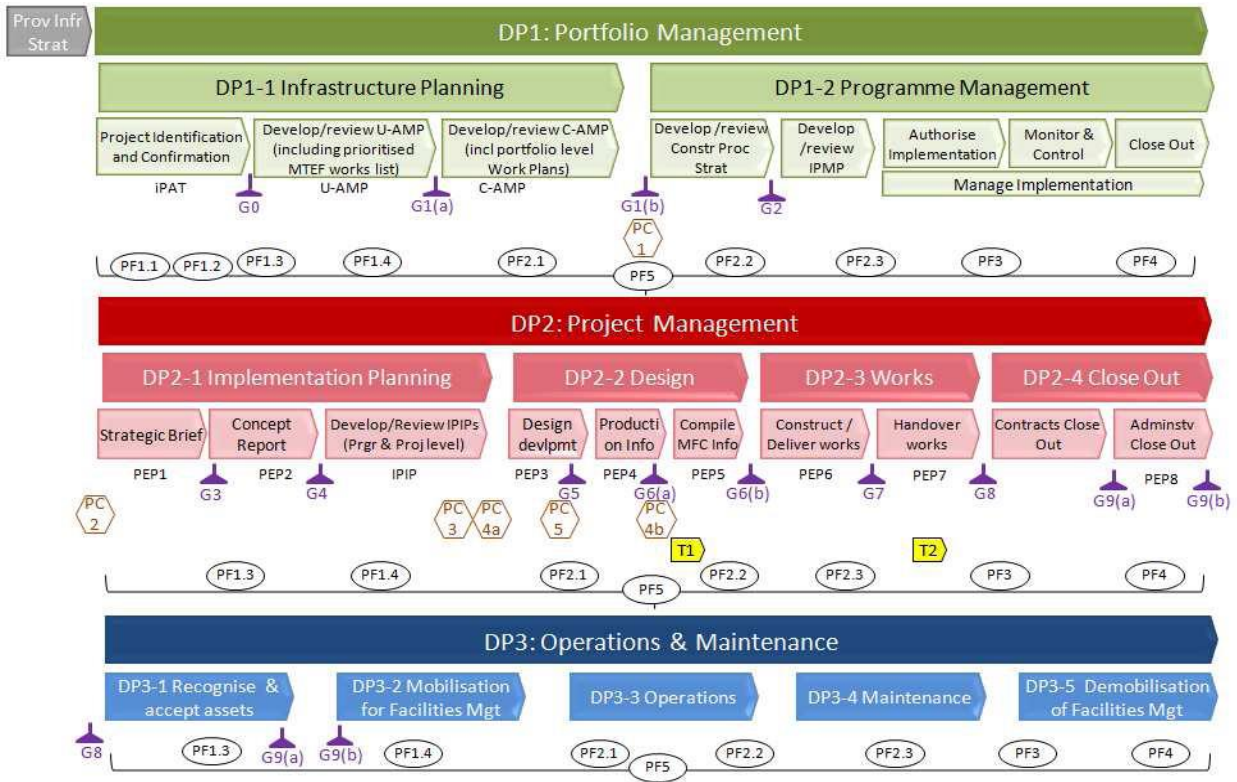 Prov Infr
Strat
DP1: Portfolio Management
DP1-1 Infrastructure Planning
DP1-2 Programme Management
Project Identification
and Confirmation
Develop/review U-AMP
(including prioritised
MTEF works list)
Develop/review C-AMP
(incl portfolio level
Work Plans)
Develop /review
Constr Proc
Strat
Develop
/review
IPMP
Authorise
Implementation
Monitor &
Control
Close Out
Manage Implementation
iPAT
G0
U-AMP
G1(a)
C-AMP
G1(b)
G2
PC
1
PF1.1
PF1.2
PF1.3
PF1.4
PF2.1
PF5
PF2.2
PF2.3
PF3
PF4
DP2: Project Management
DP2-1 Implementation Planning
DP2-2 Design
DP2-3 Works
DP2-4 Close Out
Strategic Brief
Concept
Report
Develop/Review IPIPs
(Prgr & Proj level)
Design
devlpmt
Producti
on Info
Compile
MFC Info
Construct /
Deliver works
Handover
works
Contracts Close
Out
Adminstv
Close Out
PEP1
G3
PEP2
G4
IPIP
PEP3
G5
PEP4
G6(a)
PEP5
G6(b)
PEP6
G7
PEP7
G8
G9(a)
PEP8
G9(b)
PC
2
PC
3
PC
4a
PC
5
PC
4b
T1
T2
PF1.3
PF1.4
PF2.1
PF5
PF2.2
PF2.3
PF3
PF4
DP3: Operations & Maintenance
DP3-1 Recognise &
accept assets
DP3-2 Mobilisation
for Facilities Mgt
DP3-3 Operations
DP3-4 Maintenance
DP3-5 Demobilisation
of Facilities Mgt
G8
PF1.3
G9(a)
G9(b)
PF1.4
PF2.1
PF5
PF2.2
PF2.3
PF3
PF4